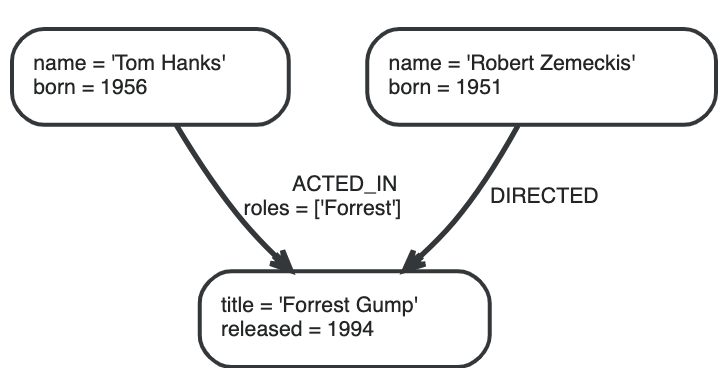 name = 'Tom Hanks'
born = 1956
name = 'Robert Zemeckis'
born = 1951
ACTED_IN
roles = ['Forrest']
DIRECTED
title = 'Forrest Gump'
released = 1994